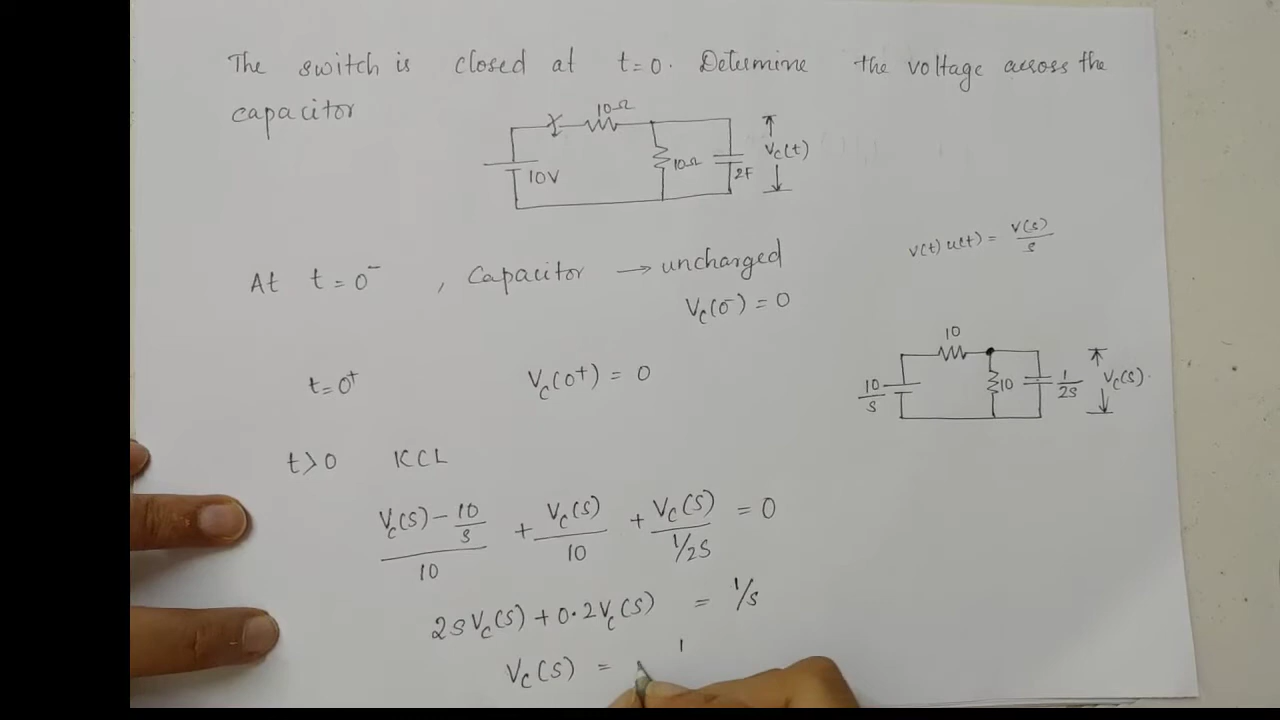 The switch is closed at t=0. Determine the voltage across the
capacitor
10Ω
10V
10Ω
2F
Vc(t)
v(t) u(t) = V(s)/s
At t = 0⁻ , Capacitor → uncharged
Vc(0⁻) = 0
10
10/s
10
1/2s
Vc(s)
t=0⁺ Vc(0⁺) = 0
t>0 KCL
(Vc(s) − 10/s)/10 + Vc(s)/10 + Vc(s)/(1/2s) = 0
2s Vc(s) + 0.2Vc(s) = 1/s
Vc(s) = 1